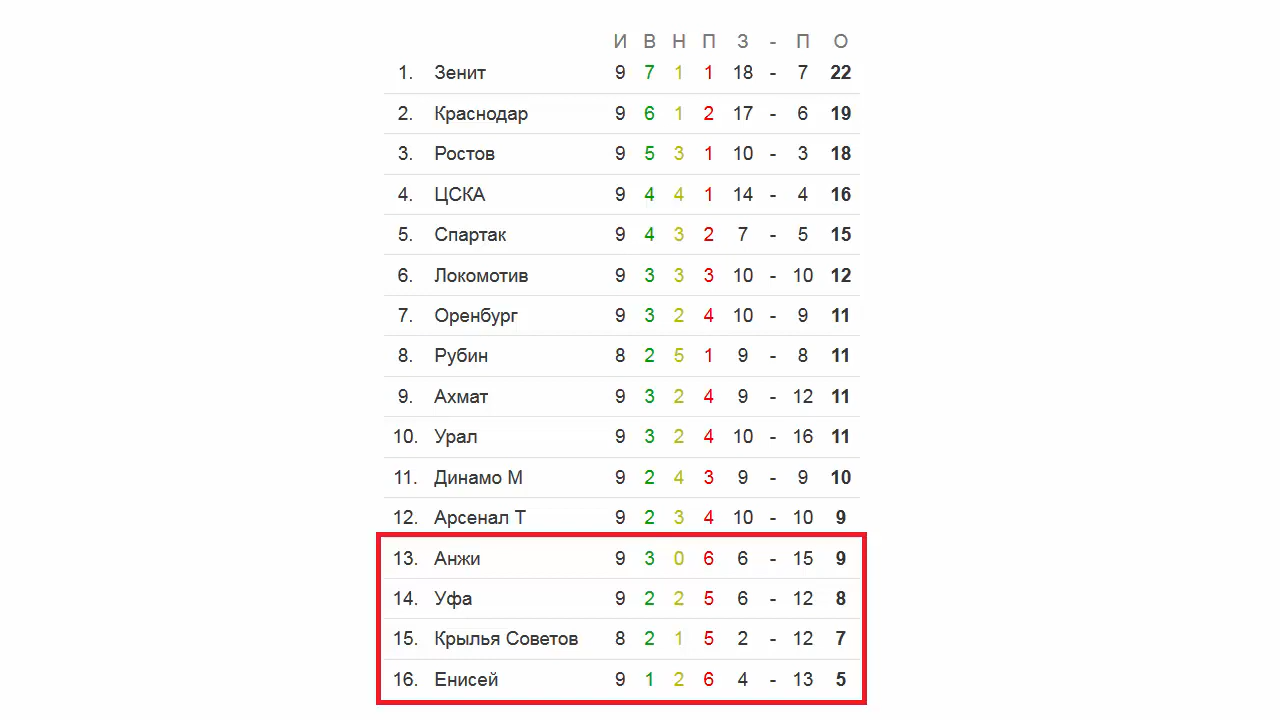 И В Н П З - П О
1. Зенит 9 7 1 1 18 - 7 22
2. Краснодар 9 6 1 2 17 - 6 19
3. Ростов 9 5 3 1 10 - 3 18
4. ЦСКА 9 4 4 1 14 - 4 16
5. Спартак 9 4 3 2 7 - 5 15
6. Локомотив 9 3 3 3 10 - 10 12
7. Оренбург 9 3 2 4 10 - 9 11
8. Рубин 8 2 5 1 9 - 8 11
9. Ахмат 9 3 2 4 9 - 12 11
10. Урал 9 3 2 4 10 - 16 11
11. Динамо М 9 2 4 3 9 - 9 10
12. Арсенал Т 9 2 3 4 10 - 10 9
13. Анжи 9 3 0 6 6 - 15 9
14. Уфа 9 2 2 5 6 - 12 8
15. Крылья Советов 8 2 1 5 2 - 12 7
16. Енисей 9 1 2 6 4 - 13 5